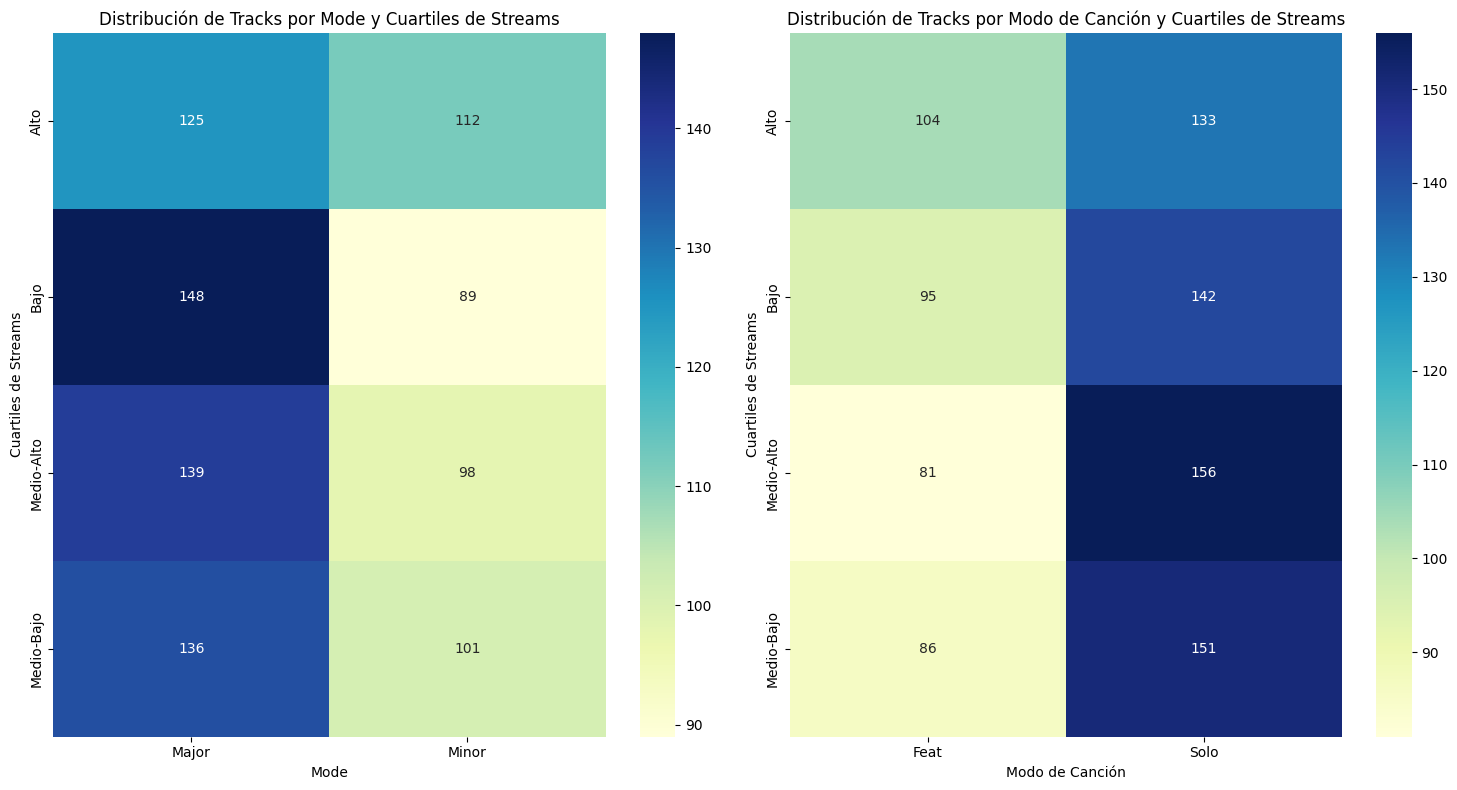 Distribución de Tracks por Mode y Cuartiles de Streams
Cuartiles de Streams
Alto
Bajo
Medio-Alto
Medio-Bajo
125 112
148 89
139 98
136 101
Major Minor
Mode
140
130
120
110
100
90
Distribución de Tracks por Modo de Canción y Cuartiles de Streams
Cuartiles de Streams
Alto
Bajo
Medio-Alto
Medio-Bajo
104 133
95 142
81 156
86 151
Feat Solo
Modo de Canción
150
140
130
120
110
100
90